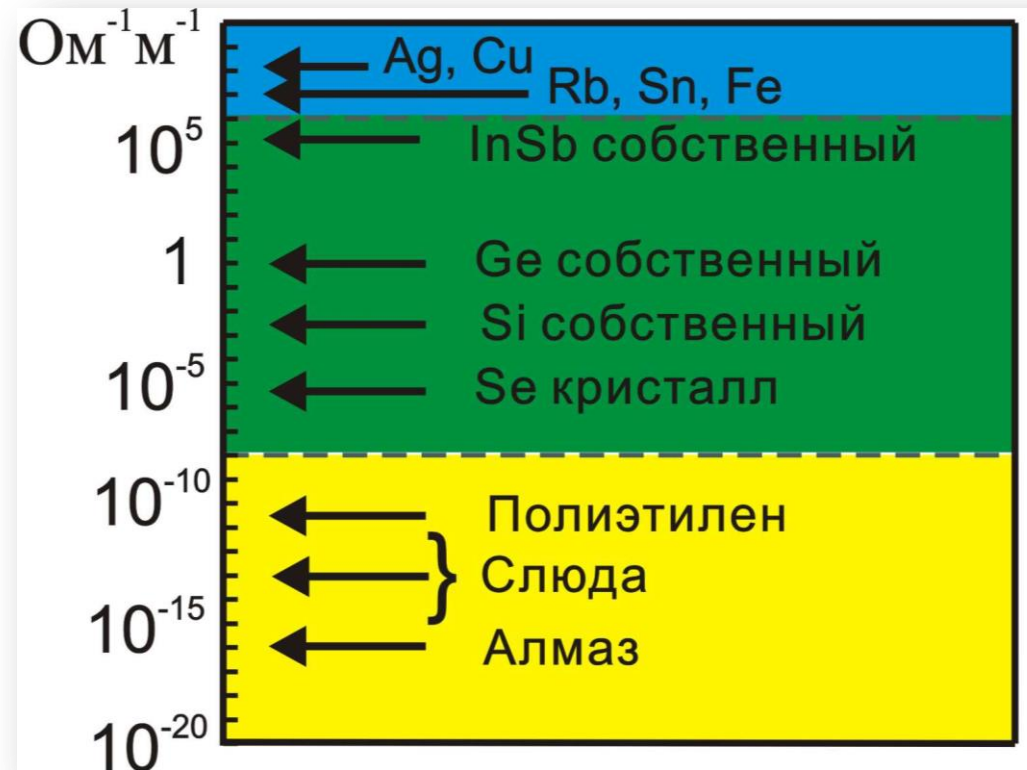 Ом⁻¹м⁻¹
Ag, Cu
Rb, Sn, Fe
10⁵
InSb собственный
1
Ge собственный
Si собственный
10⁻⁵
Se кристалл
10⁻¹⁰
Полиэтилен
} Слюда
10⁻¹⁵
Алмаз
10⁻²⁰